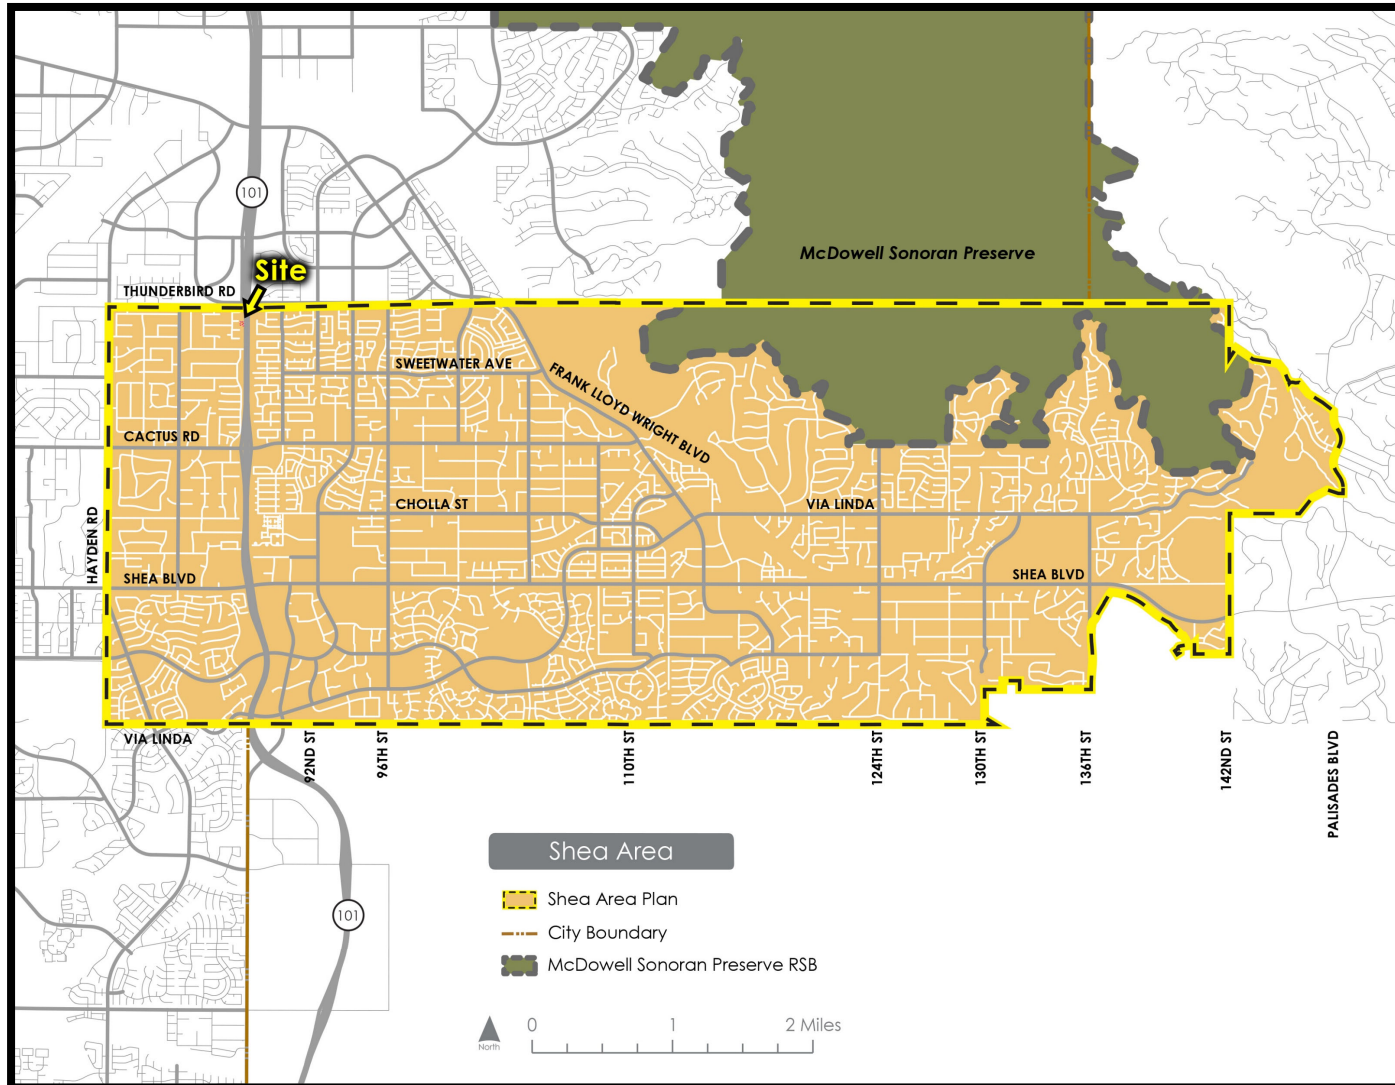 101
McDowell Sonoran Preserve
Site
THUNDERBIRD RD
SWEETWATER AVE
FRANK LLOYD WRIGHT BLVD
CACTUS RD
CHOLLA ST
VIA LINDA
HAYDEN RD
SHEA BLVD
SHEA BLVD
VIA LINDA
92ND ST
96TH ST
110TH ST
124TH ST
130TH ST
136TH ST
142ND ST
PALISADES BLVD
101
Shea Area
Shea Area Plan
City Boundary
McDowell Sonoran Preserve RSB
North
0 1 2 Miles